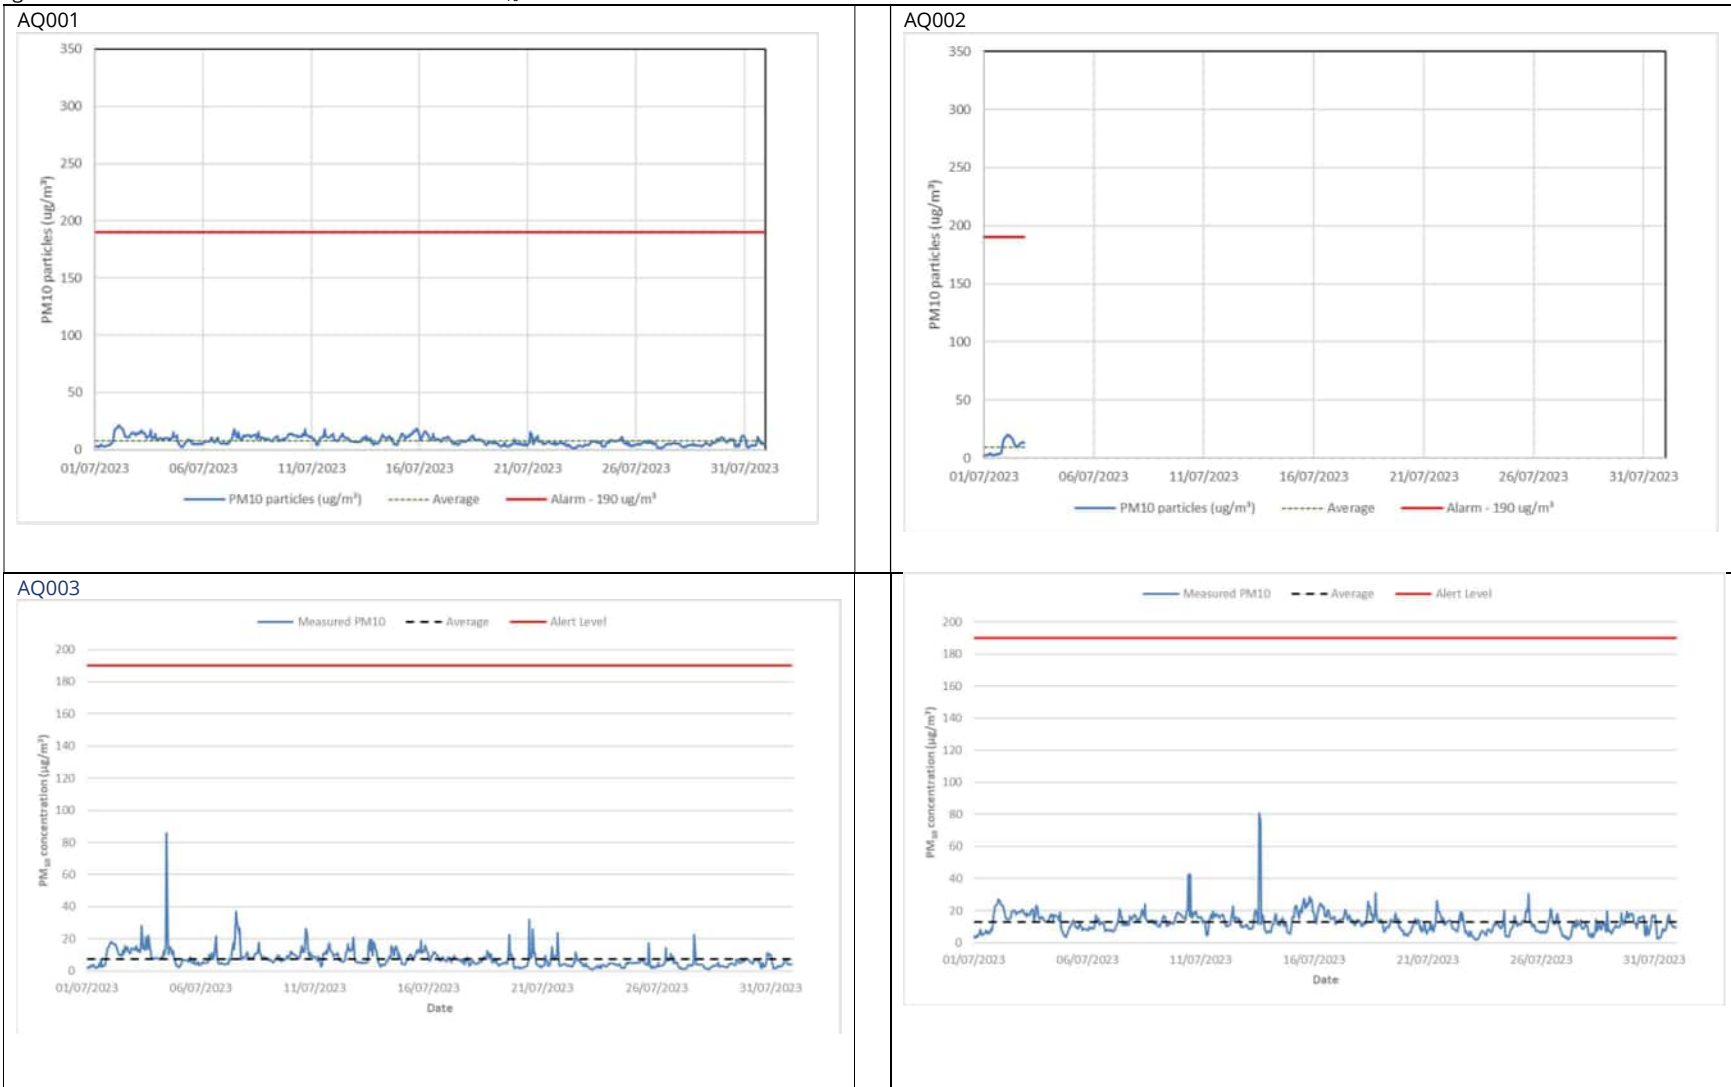 AQ001
350
300
250
200
150
100
50
0
PM10 particles (ug/m³)
01/07/2023 06/07/2023 11/07/2023 16/07/2023 21/07/2023 26/07/2023 31/07/2023
PM10 particles (ug/m³) Average Alarm - 190 ug/m³
AQ002
350
300
250
200
150
100
50
0
PM10 particles (ug/m³)
01/07/2023 06/07/2023 11/07/2023 16/07/2023 21/07/2023 26/07/2023 31/07/2023
PM10 particles (ug/m³) Average Alarm - 190 ug/m³
AQ003
Measured PM10 Average Alert Level
200
180
160
140
120
100
80
60
40
20
0
PM₁₀ concentration (µg/m³)
01/07/2023 06/07/2023 11/07/2023 16/07/2023 21/07/2023 26/07/2023 31/07/2023
Date
Measured PM10 Average Alert Level
200
180
160
140
120
100
80
60
40
20
0
PM₁₀ concentration (µg/m³)
01/07/2023 06/07/2023 11/07/2023 16/07/2023 21/07/2023 26/07/2023 31/07/2023
Date